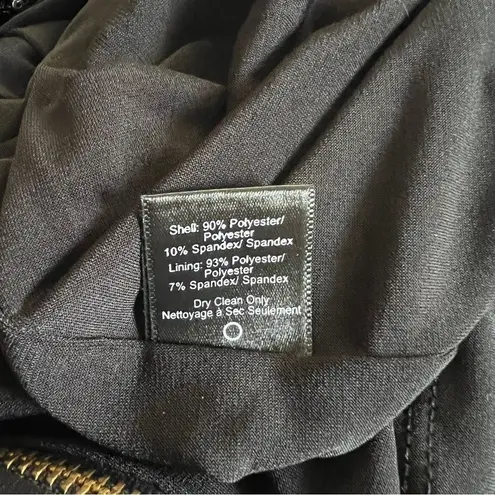 Shell: 90% Polyester/
Polyester
10% Spandex/ Spandex
Lining: 93% Polyester/
Polyester
7% Spandex/ Spandex
Dry Clean Only
Nettoyage à Sec Seulement